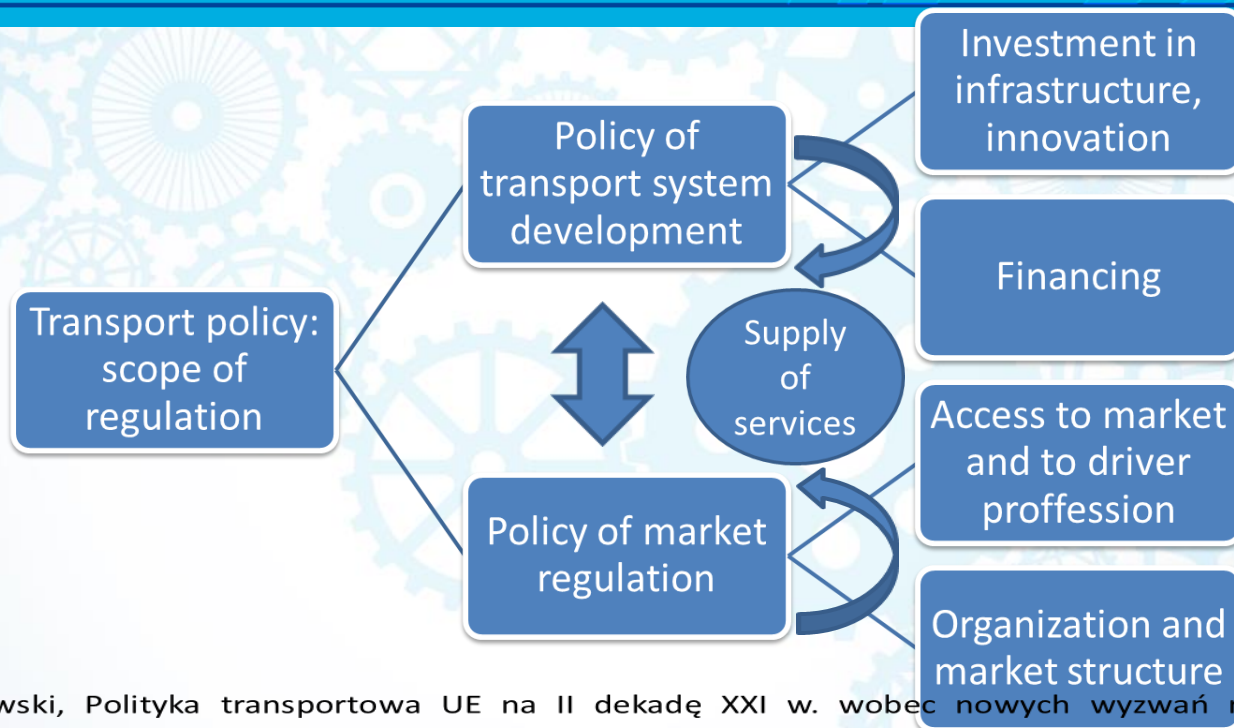 Transport policy:
scope of
regulation
Policy of
transport system
development
Policy of market
regulation
Supply
of
services
Investment in
infrastructure,
innovation
Financing
Access to market
and to driver
proffession
Organization and
market structure
wski, Polityka transportowa UE na II dekadę XXI w. wobec nowych wyzwań